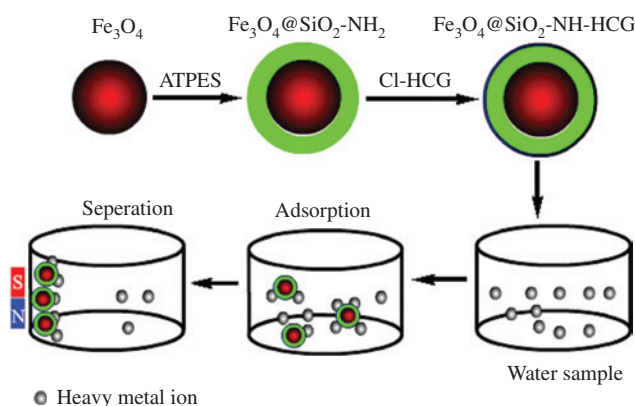 Fe₃O₄
Fe₃O₄@SiO₂-NH₂
Fe₃O₄@SiO₂-NH-HCG
ATPES
Cl-HCG
Seperation
Adsorption
S
N
Water sample
Heavy metal ion